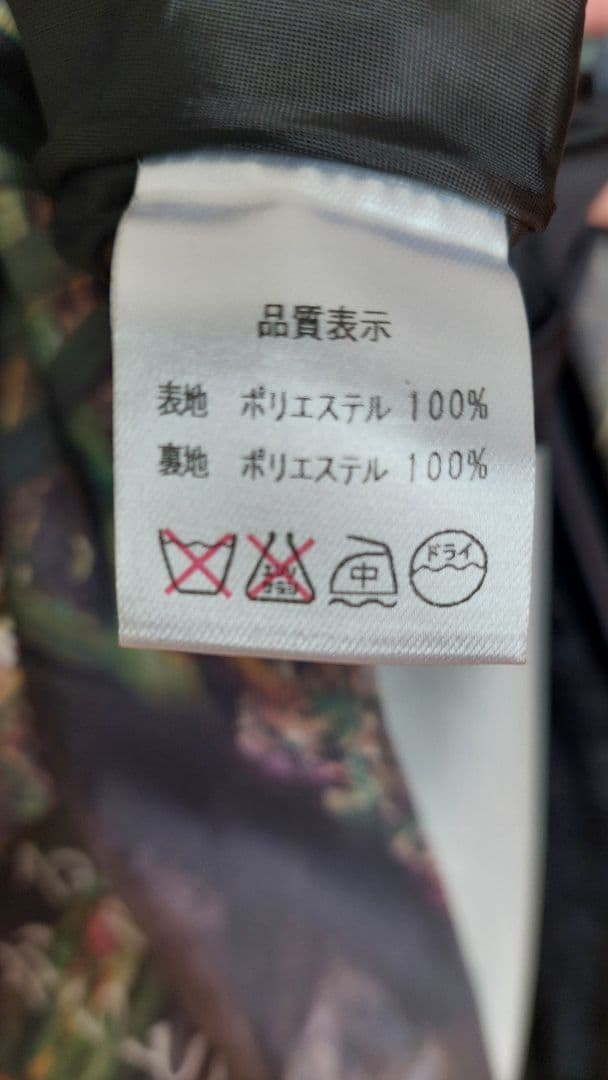 品質表示
表地 ポリエステル 100%
裏地 ポリエステル 100%
中 ドライ